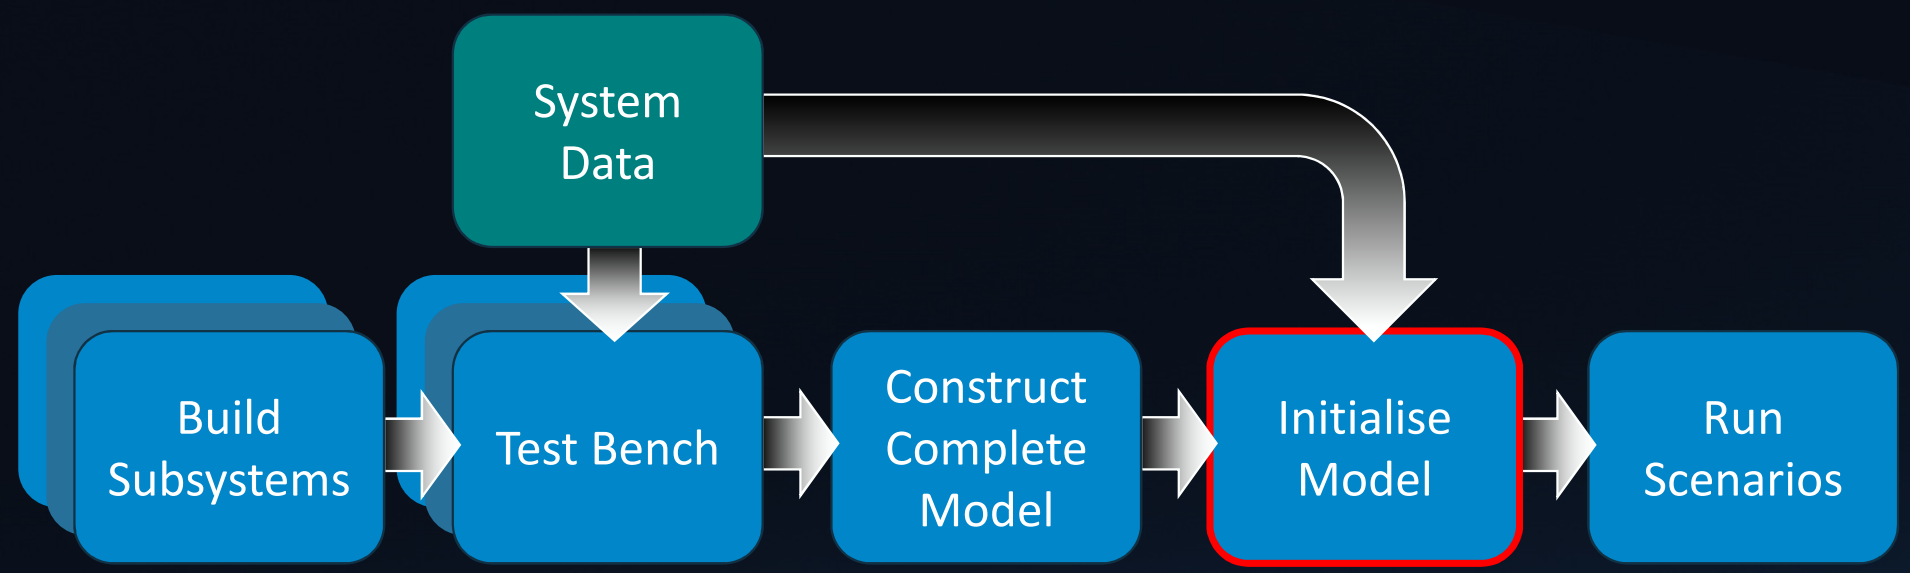 System
Data
Build
Subsystems
Test Bench
Construct
Complete
Model
Initialise
Model
Run
Scenarios